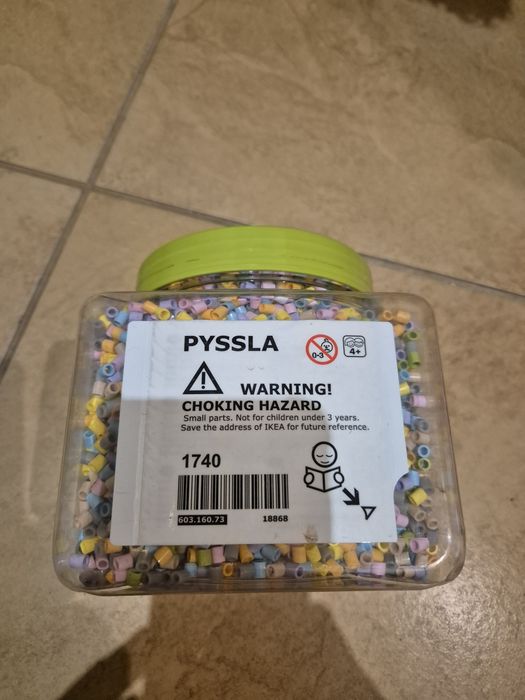 PYSSLA
0-3
4+
WARNING!
CHOKING HAZARD
Small parts. Not for children under 3 years.
Save the address of IKEA for future reference.
1740
603.160.73 18868